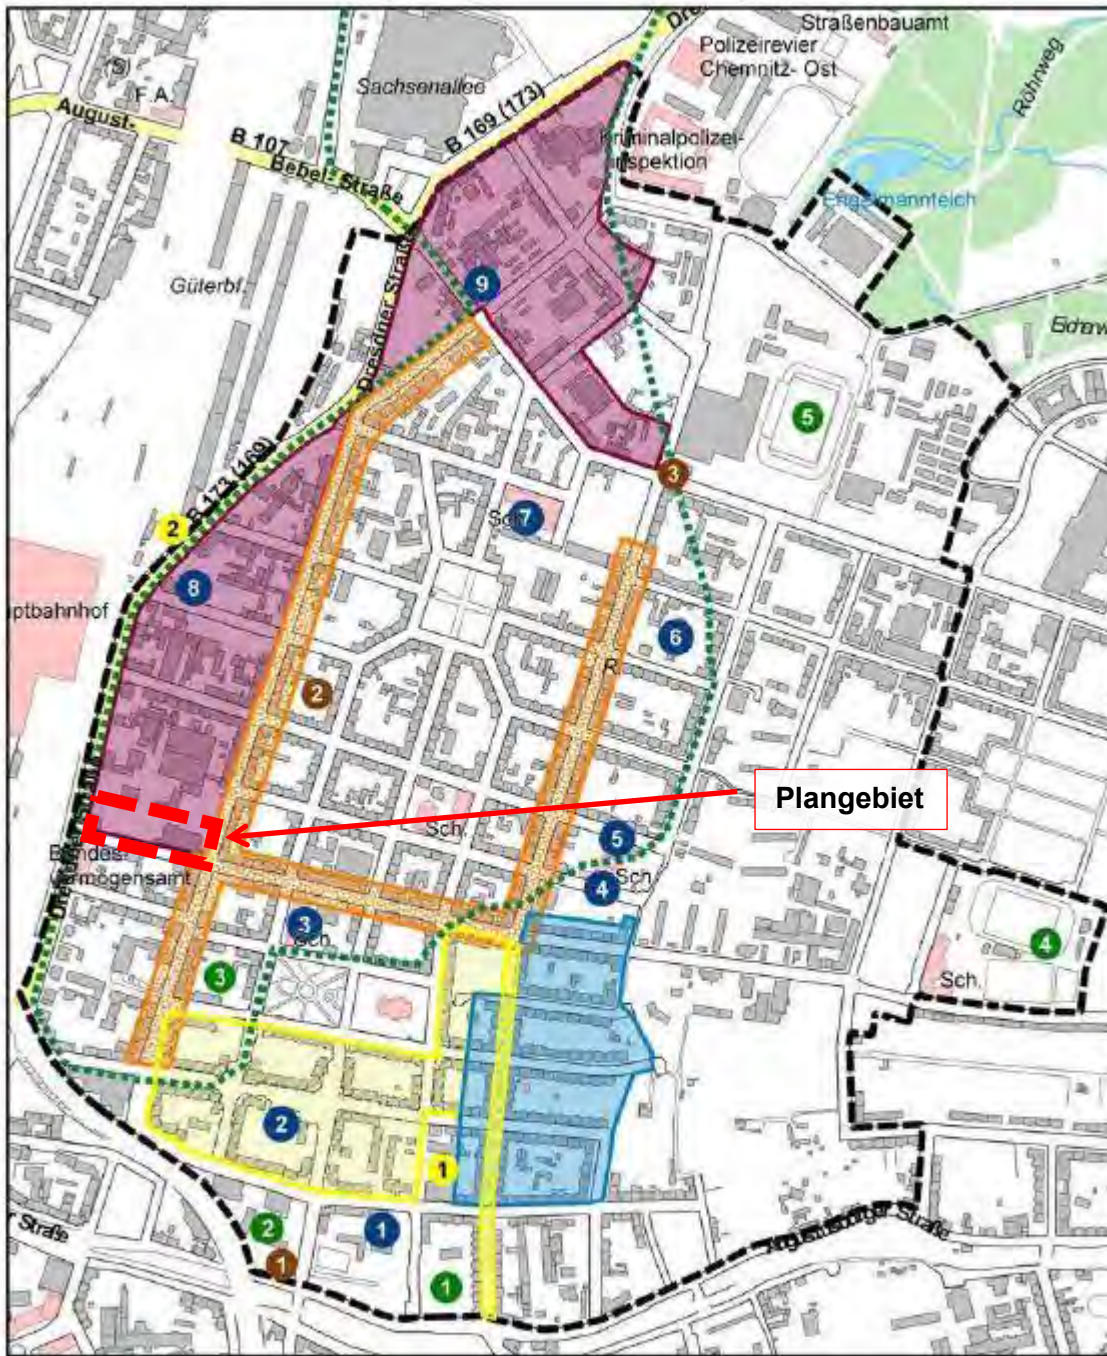 Straßenbauamt
Polizeirevier
Chemnitz- Ost
Röhrweg
(S)
F.A.
Sachsenallee
August-
B 169 (173)
B 107
Bebel- Straße
Kriminalpolizei-
inspektion
Engelmannteich
Güterbf.
9
Dresdner Straße
5
3
B 173 (169)
2
7
Sch.
8
6
R
2
Plangebiet
Sch.
5
Bundes-
vermögensamt
4
Sch.
3
Sch.
4
Sch.
3
2
1
2
1
1
1
Straße
Augustusburger Straße